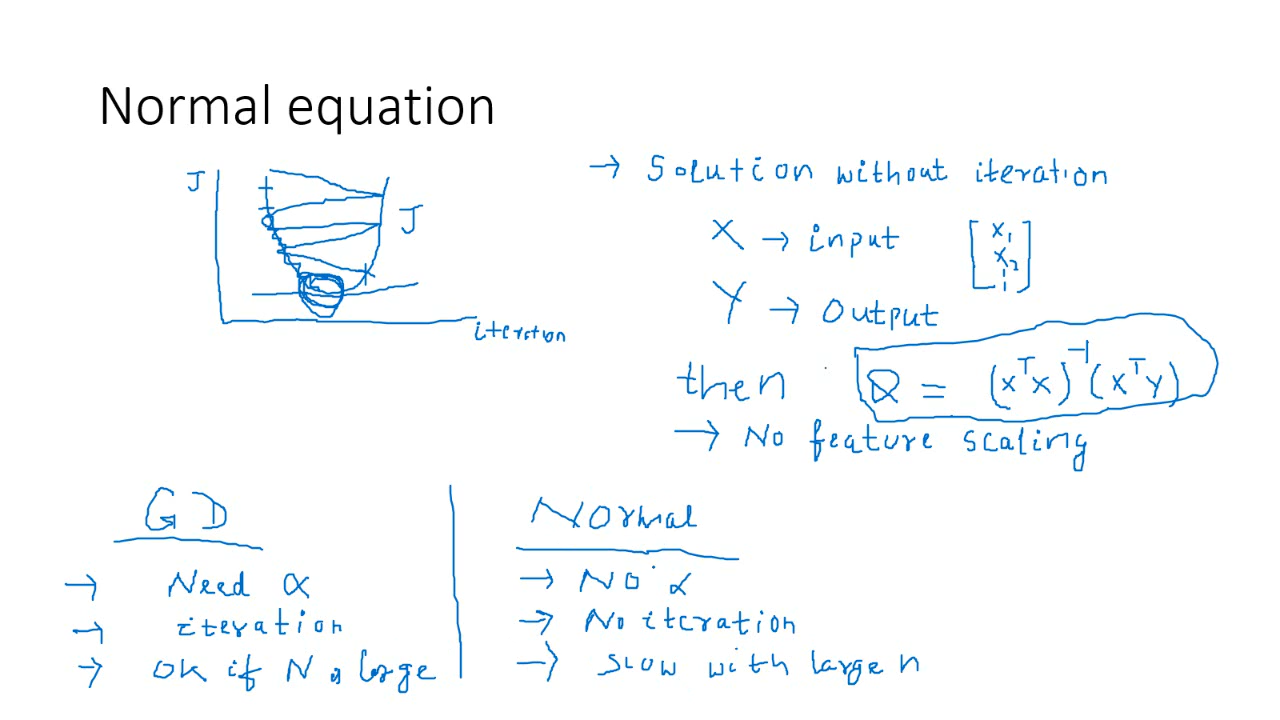 Normal equation
→ Solution without iteration
J
J
X → input [x₁ x₂ ⋮]
iteration
Y → Output
then Q = (xᵀx)⁻¹(xᵀY)
→ No feature scaling
GD
Normal
→ Need α
→ No α
→ iteration
→ No iteration
→ OK if N is large
→ Slow with large n